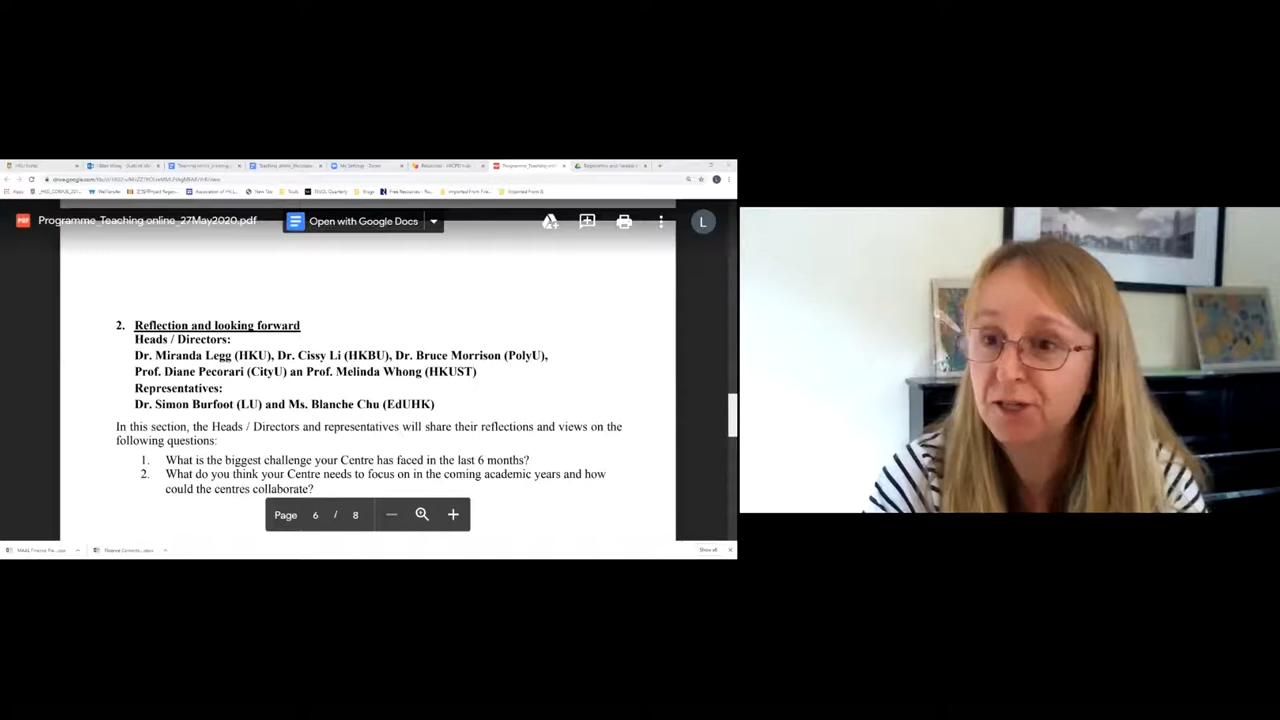 Programme_Teaching online_27May2020.pdf
Open with Google Docs
L
2. Reflection and looking forward
Heads / Directors:
Dr. Miranda Legg (HKU), Dr. Cissy Li (HKBU), Dr. Bruce Morrison (PolyU),
Prof. Diane Pecorari (CityU) an Prof. Melinda Whong (HKUST)
Representatives:
Dr. Simon Burfoot (LU) and Ms. Blanche Chu (EdUHK)
In this section, the Heads / Directors and representatives will share their reflections and views on the
following questions:
1. What is the biggest challenge your Centre has faced in the last 6 months?
2. What do you think your Centre needs to focus on in the coming academic years and how
could the centres collaborate?
Page 6 / 8
Show all